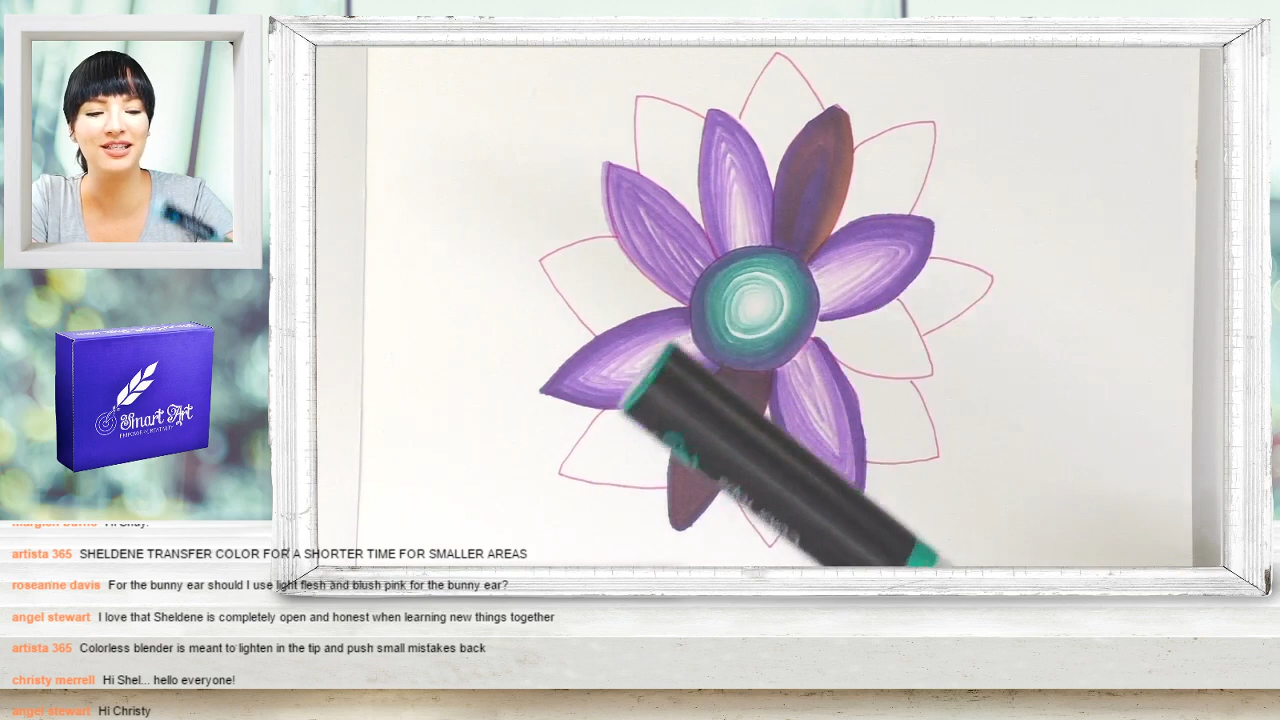 Smart Art
EMPOWER CREATIVITY
artista 365 SHELDENE TRANSFER COLOR FOR A SHORTER TIME FOR SMALLER AREAS
roseanne davis For the bunny ear should I use light flesh and blush pink for the bunny ear?
angel stewart I love that Sheldene is completely open and honest when learning new things together
artista 365 Colorless blender is meant to lighten in the tip and push small mistakes back
christy merrell Hi Shel... hello everyone!
angel stewart Hi Christy